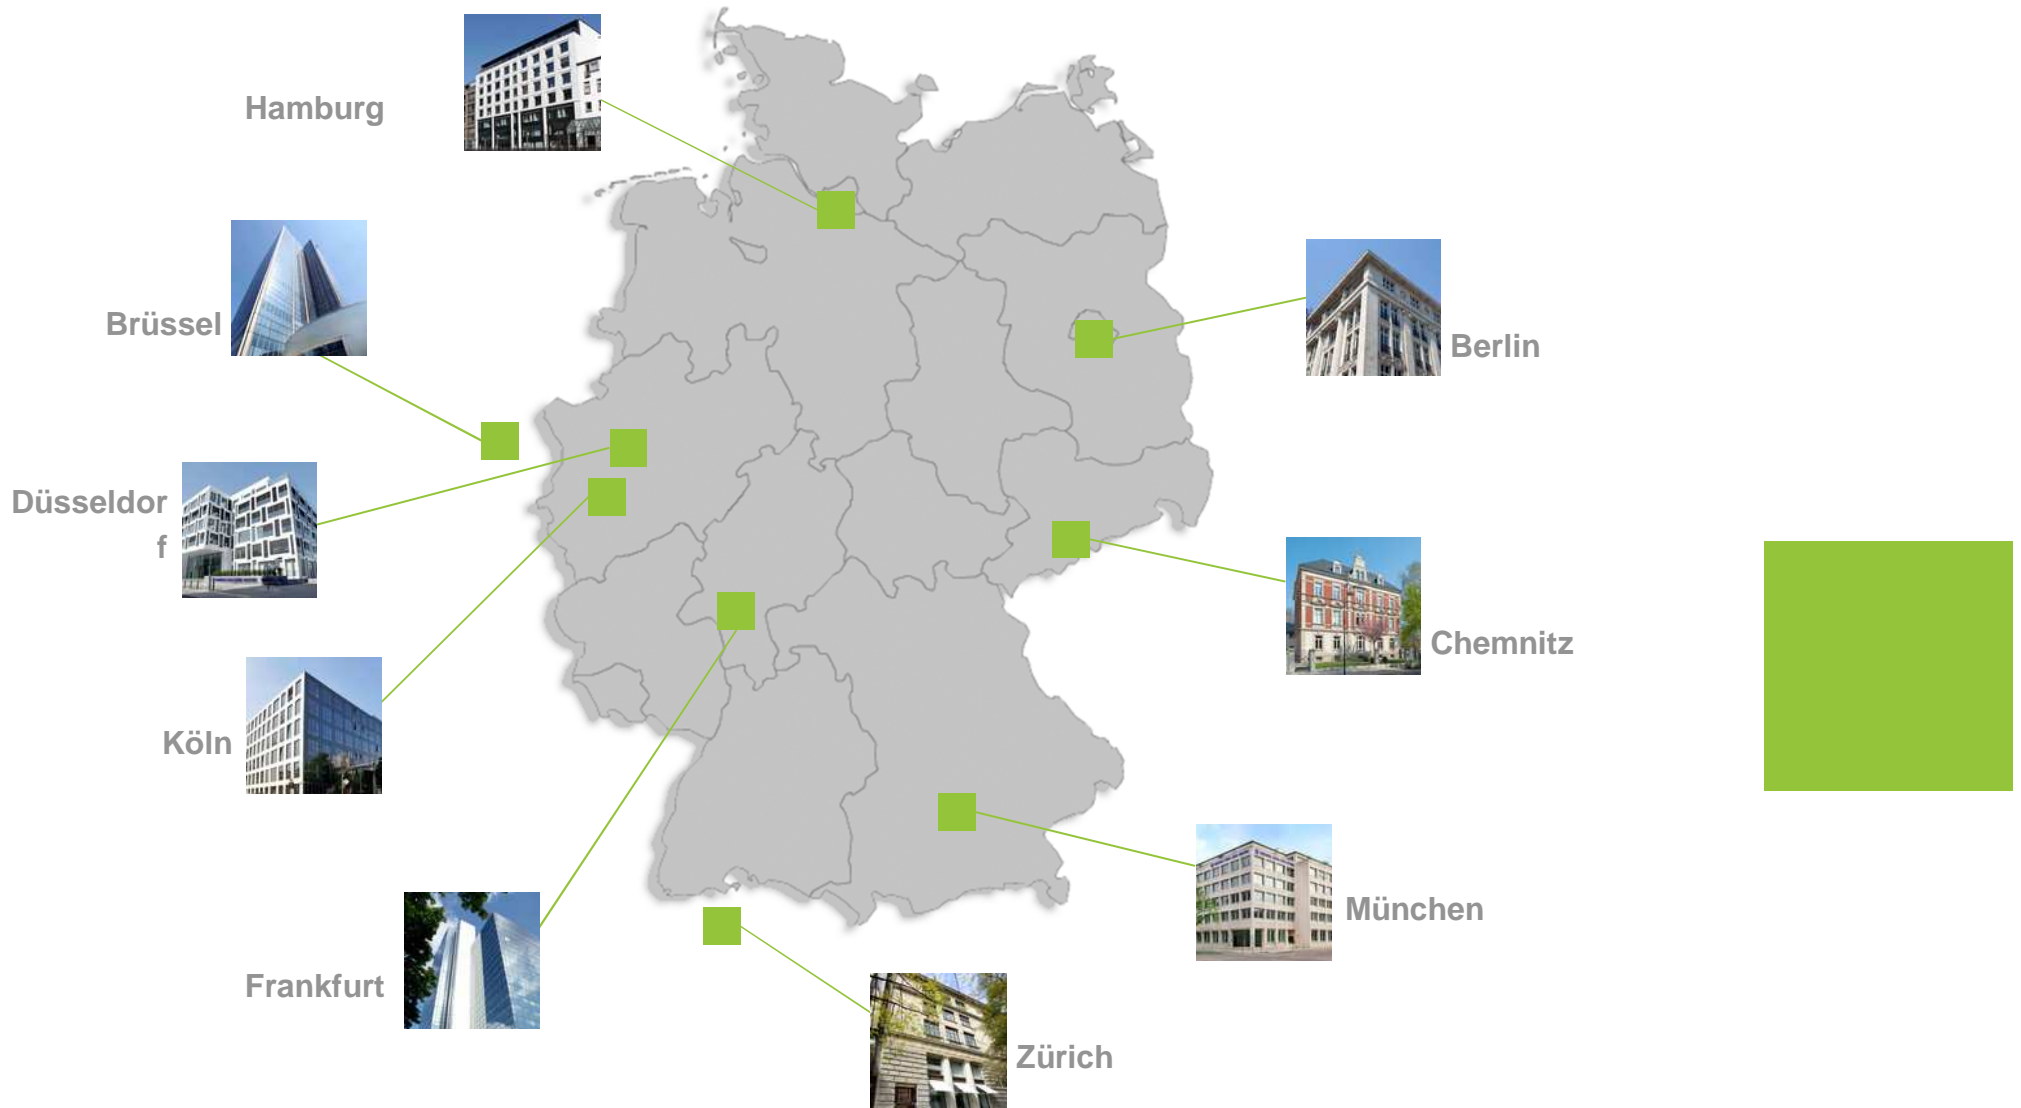 Hamburg
Brüssel
Berlin
Düsseldor
f
Chemnitz
Köln
München
Frankfurt
Zürich